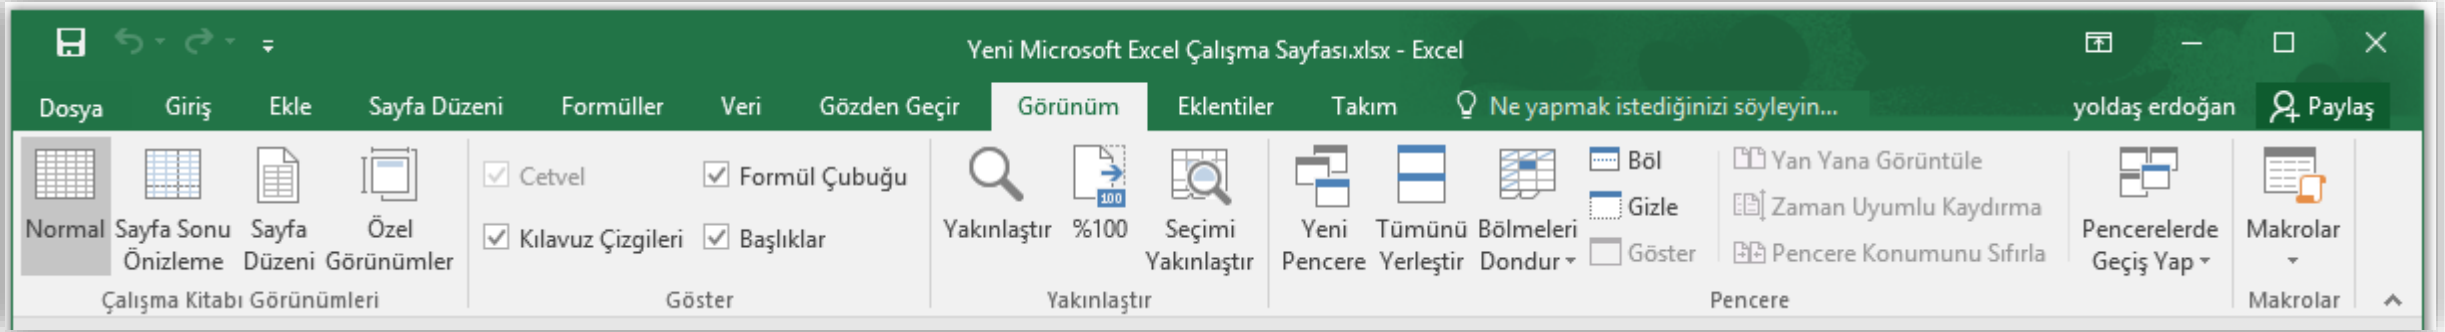 Yeni Microsoft Excel Çalışma Sayfası.xlsx - Excel
Dosya Giriş Ekle Sayfa Düzeni Formüller Veri Gözden Geçir Görünüm Eklentiler Takım Ne yapmak istediğinizi söyleyin... yoldaş erdoğan Paylaş
Normal
Sayfa Sonu
Önizleme
Sayfa
Düzeni
Özel
Görünümler
Çalışma Kitabı Görünümleri
Cetvel
Formül Çubuğu
Kılavuz Çizgileri
Başlıklar
Göster
Yakınlaştır
100
%100
Seçimi
Yakınlaştır
Yakınlaştır
Yeni
Pencere
Tümünü
Yerleştir
Bölmeleri
Dondur
Böl
Gizle
Göster
Yan Yana Görüntüle
Zaman Uyumlu Kaydırma
Pencere Konumunu Sıfırla
Pencerelerde
Geçiş Yap
Pencere
Makrolar
Makrolar